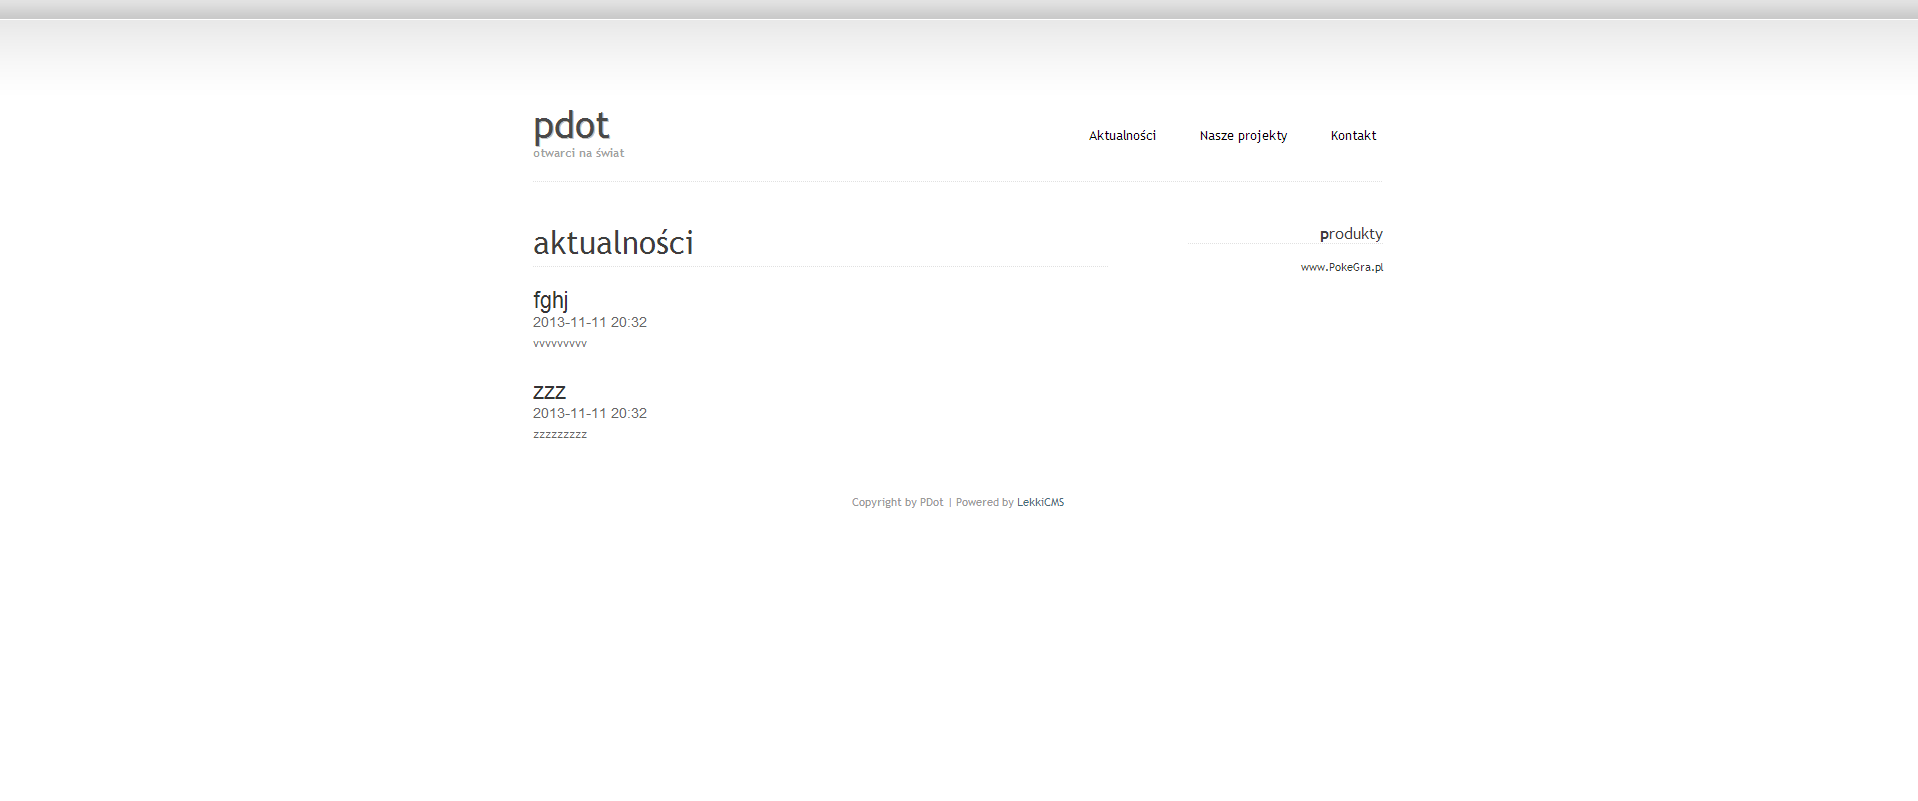 pdot
otwarci na świat
Aktualności Nasze projekty Kontakt
aktualności
fghj
2013-11-11 20:32
vvvvvvvvv
zzz
2013-11-11 20:32
zzzzzzzzz
produkty
www.PokeGra.pl
Copyright by PDot | Powered by LekkiCMS